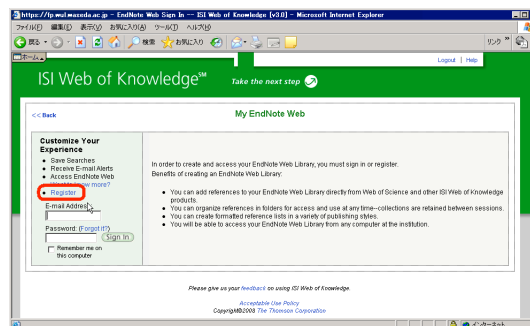 https://fp.wul.waseda.ac.jp - EndNote Web Sign In -- ISI Web of Knowledge [v3.0] - Microsoft Internet Explorer
ファイル(F) 編集(E) 表示(V) お気に入り(A) ツール(T) ヘルプ(H)
戻る 検索 お気に入り リンク
ホーム
Logout | Help
ISI Web of Knowledge℠ Take the next step
<< Back
My EndNote Web
Customize Your
Experience
• Save Searches
• Receive E-mail Alerts
• Access EndNote Web
know more?
• Register
E-mail Address
Password: (Forgot it?)
Sign In
Remember me on
this computer
In order to create and access your EndNote Web Library, you must sign in or register.
Benefits of creating an EndNote Web Library:
• You can add references to your EndNote Web Library directly from Web of Science and other ISI Web of Knowledge
products.
• You can organize references in folders for access and use at any time--collections are retained between sessions.
• You can create formatted reference lists in a variety of publishing styles.
• You will be able to access your EndNote Web Library from any computer at the institution.
Please give us your feedback on using ISI Web of Knowledge.
Acceptable Use Policy
Copyright©2008 The Thomson Corporation
インターネット